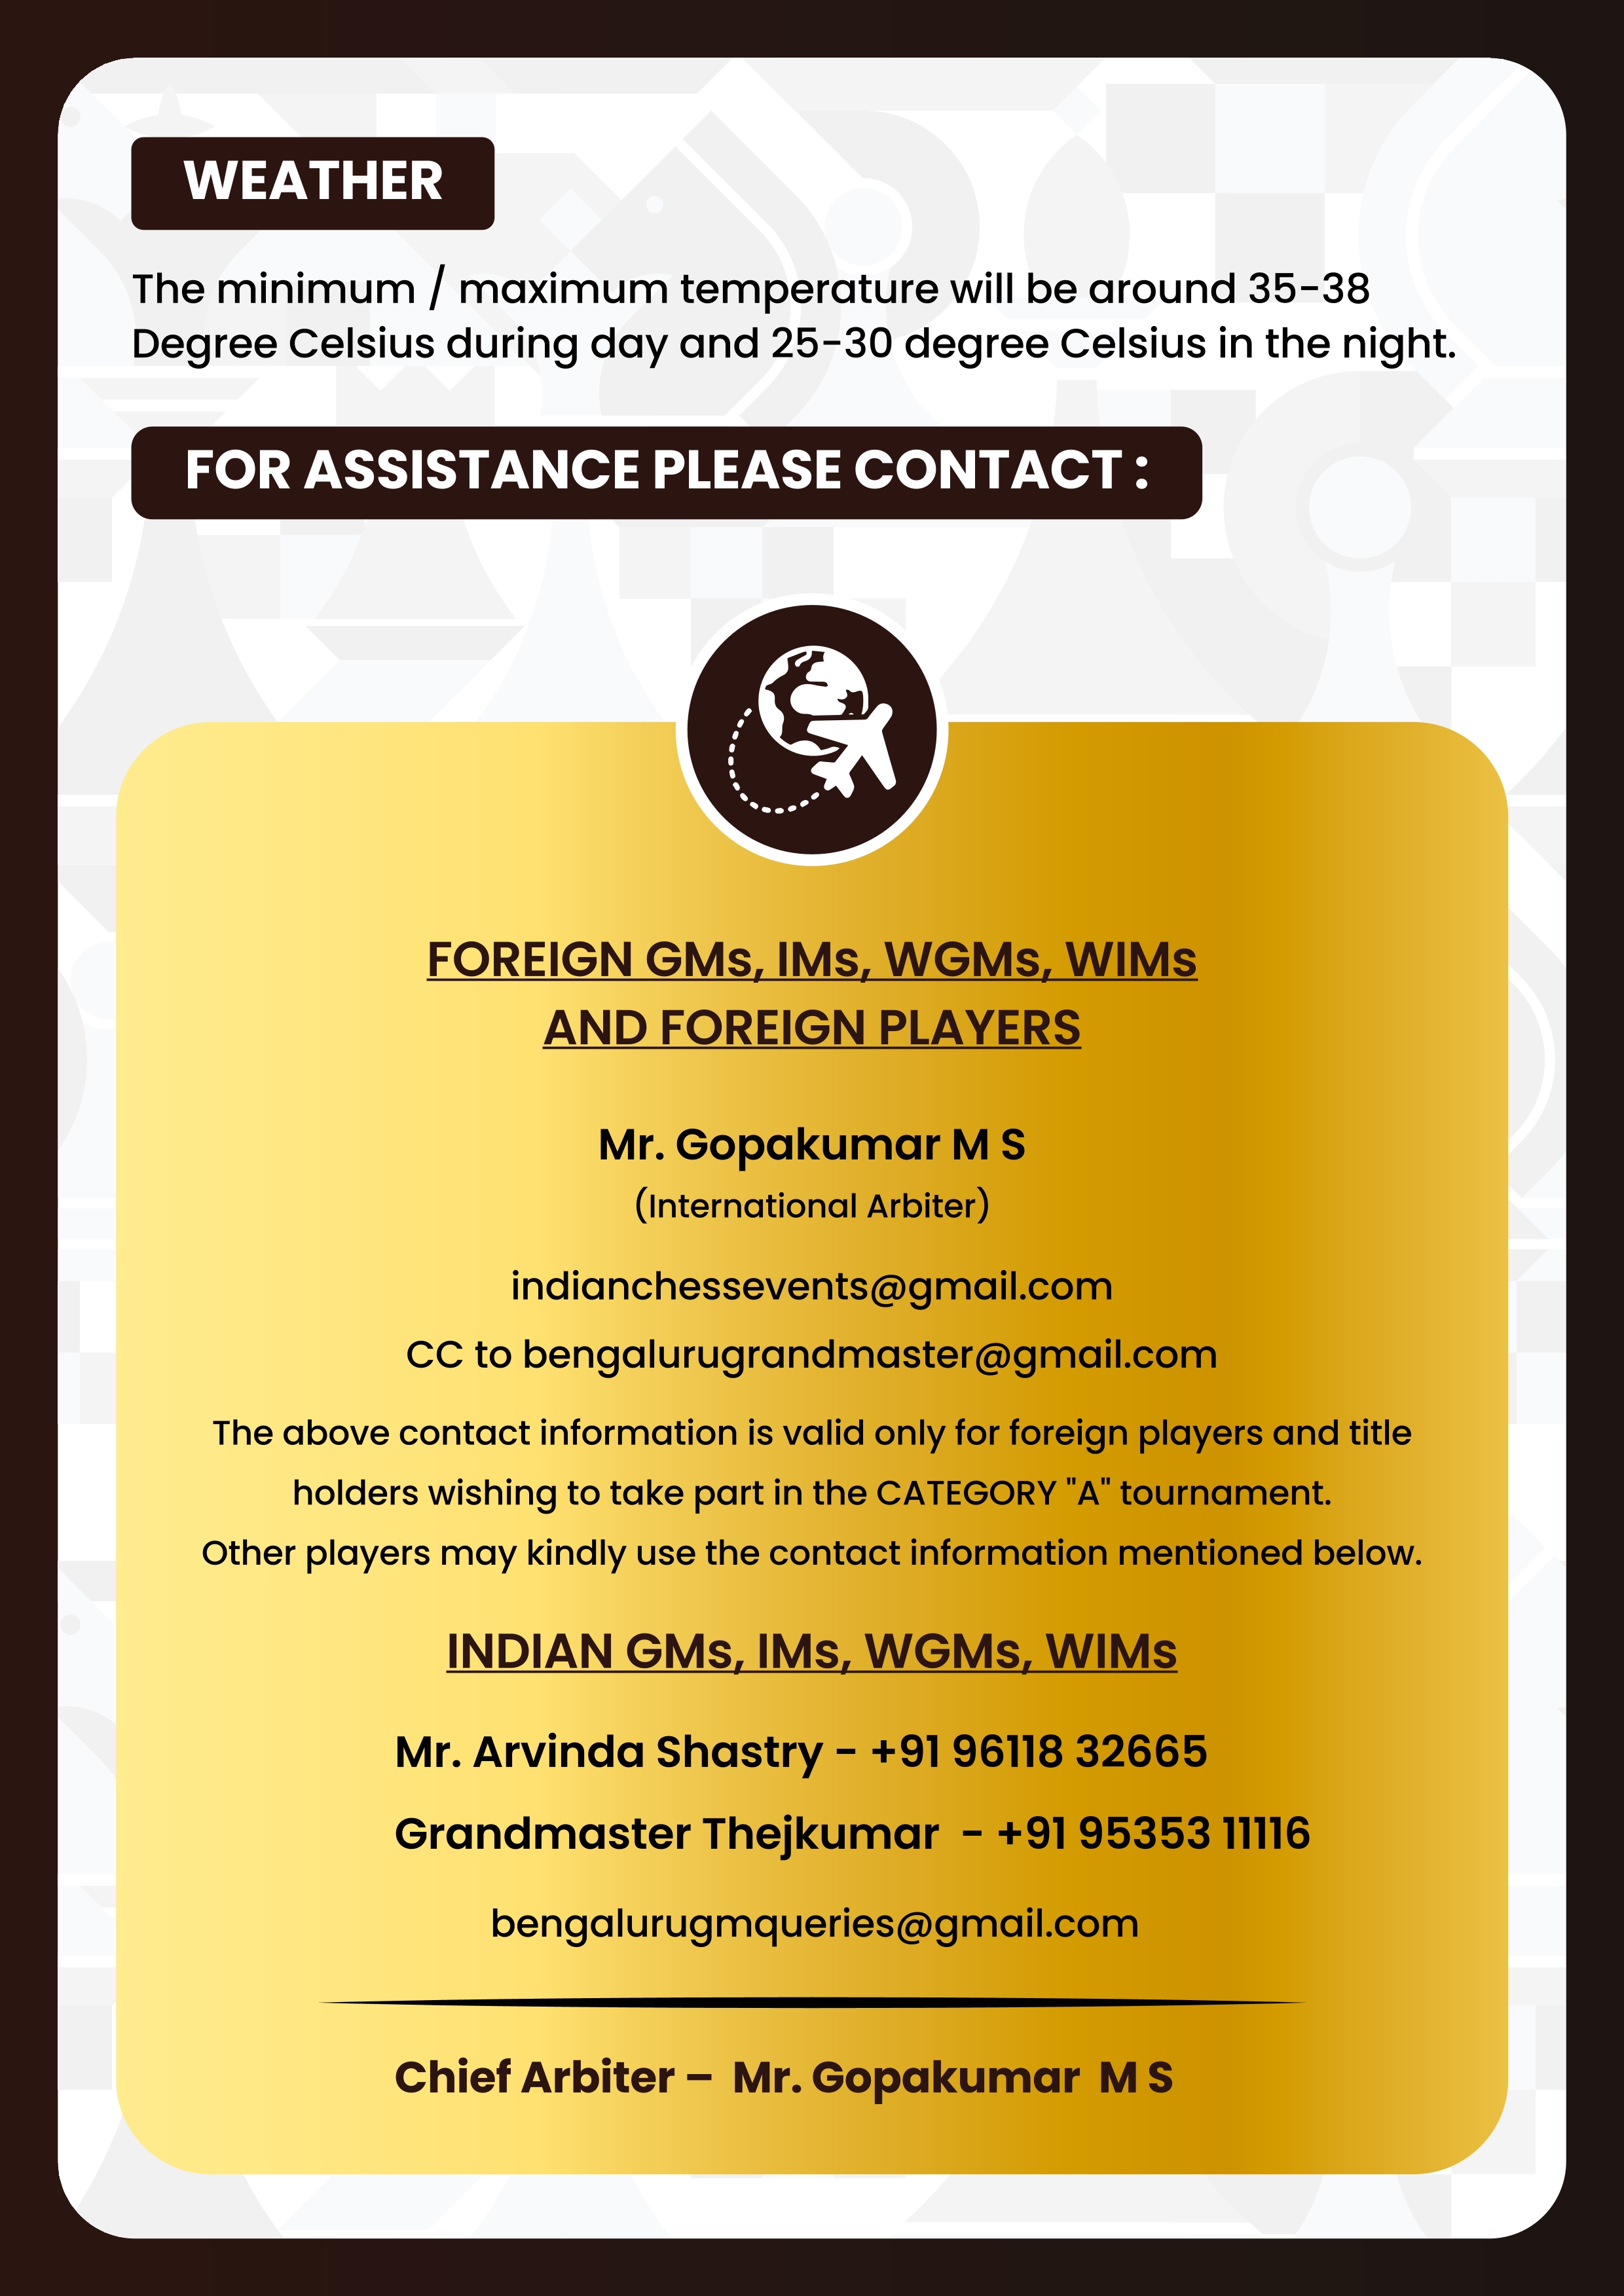 WEATHER
The minimum / maximum temperature will be around 35-38
Degree Celsius during day and 25-30 degree Celsius in the night.
FOR ASSISTANCE PLEASE CONTACT :
FOREIGN GMs, IMs, WGMs, WIMs
AND FOREIGN PLAYERS
Mr. Gopakumar M S
(International Arbiter)
indianchessevents@gmail.com
CC to bengalurugrandmaster@gmail.com
The above contact information is valid only for foreign players and title
holders wishing to take part in the CATEGORY "A" tournament.
Other players may kindly use the contact information mentioned below.
INDIAN GMs, IMs, WGMs, WIMs
Mr. Arvinda Shastry - +91 96118 32665
Grandmaster Thejkumar - +91 95353 11116
bengalurugmqueries@gmail.com
Chief Arbiter – Mr. Gopakumar M S